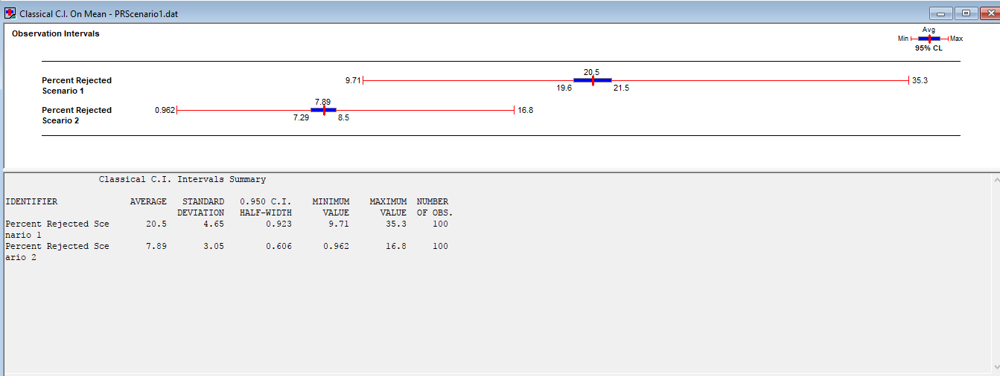 Classical C.I. On Mean - PRScenario1.dat
Observation Intervals
Avg
Min Max
95% CL
Percent Rejected
Scenario 1
9.71 20.5 35.3
19.6 21.5
Percent Rejected
Sceario 2
0.962 7.89 16.8
7.29 8.5
Classical C.I. Intervals Summary
IDENTIFIER AVERAGE STANDARD 0.950 C.I. MINIMUM MAXIMUM NUMBER
DEVIATION HALF-WIDTH VALUE VALUE OF OBS.
Percent Rejected Sce 20.5 4.65 0.923 9.71 35.3 100
nario 1
Percent Rejected Sce 7.89 3.05 0.606 0.962 16.8 100
ario 2